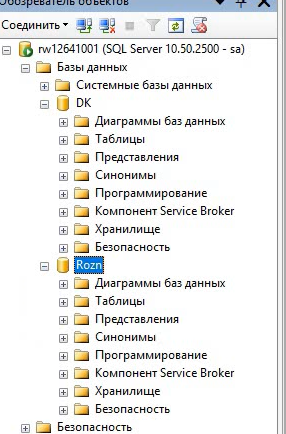 Обозреватель объектов
Соединить
rw12641001 (SQL Server 10.50.2500 - sa)
Базы данных
Системные базы данных
DK
Диаграммы баз данных
Таблицы
Представления
Синонимы
Программирование
Компонент Service Broker
Хранилище
Безопасность
Rozn
Диаграммы баз данных
Таблицы
Представления
Синонимы
Программирование
Компонент Service Broker
Хранилище
Безопасность
Безопасность